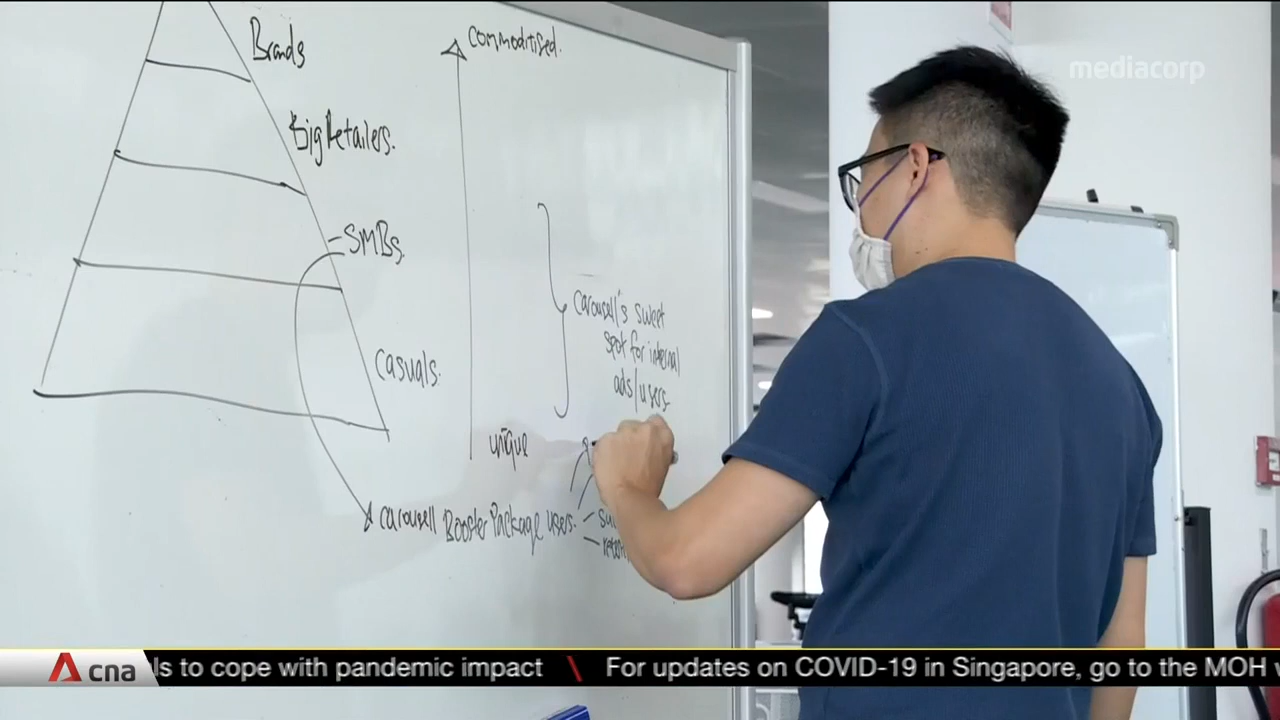 Brands
Commoditised.
mediacorp
Big Retailers.
SMBs
Carousell's sweet
spot for internal
ads/users
Casuals.
unique
Carousell Booster Package users.
cna
ls to cope with pandemic impact \ For updates on COVID-19 in Singapore, go to the MOH